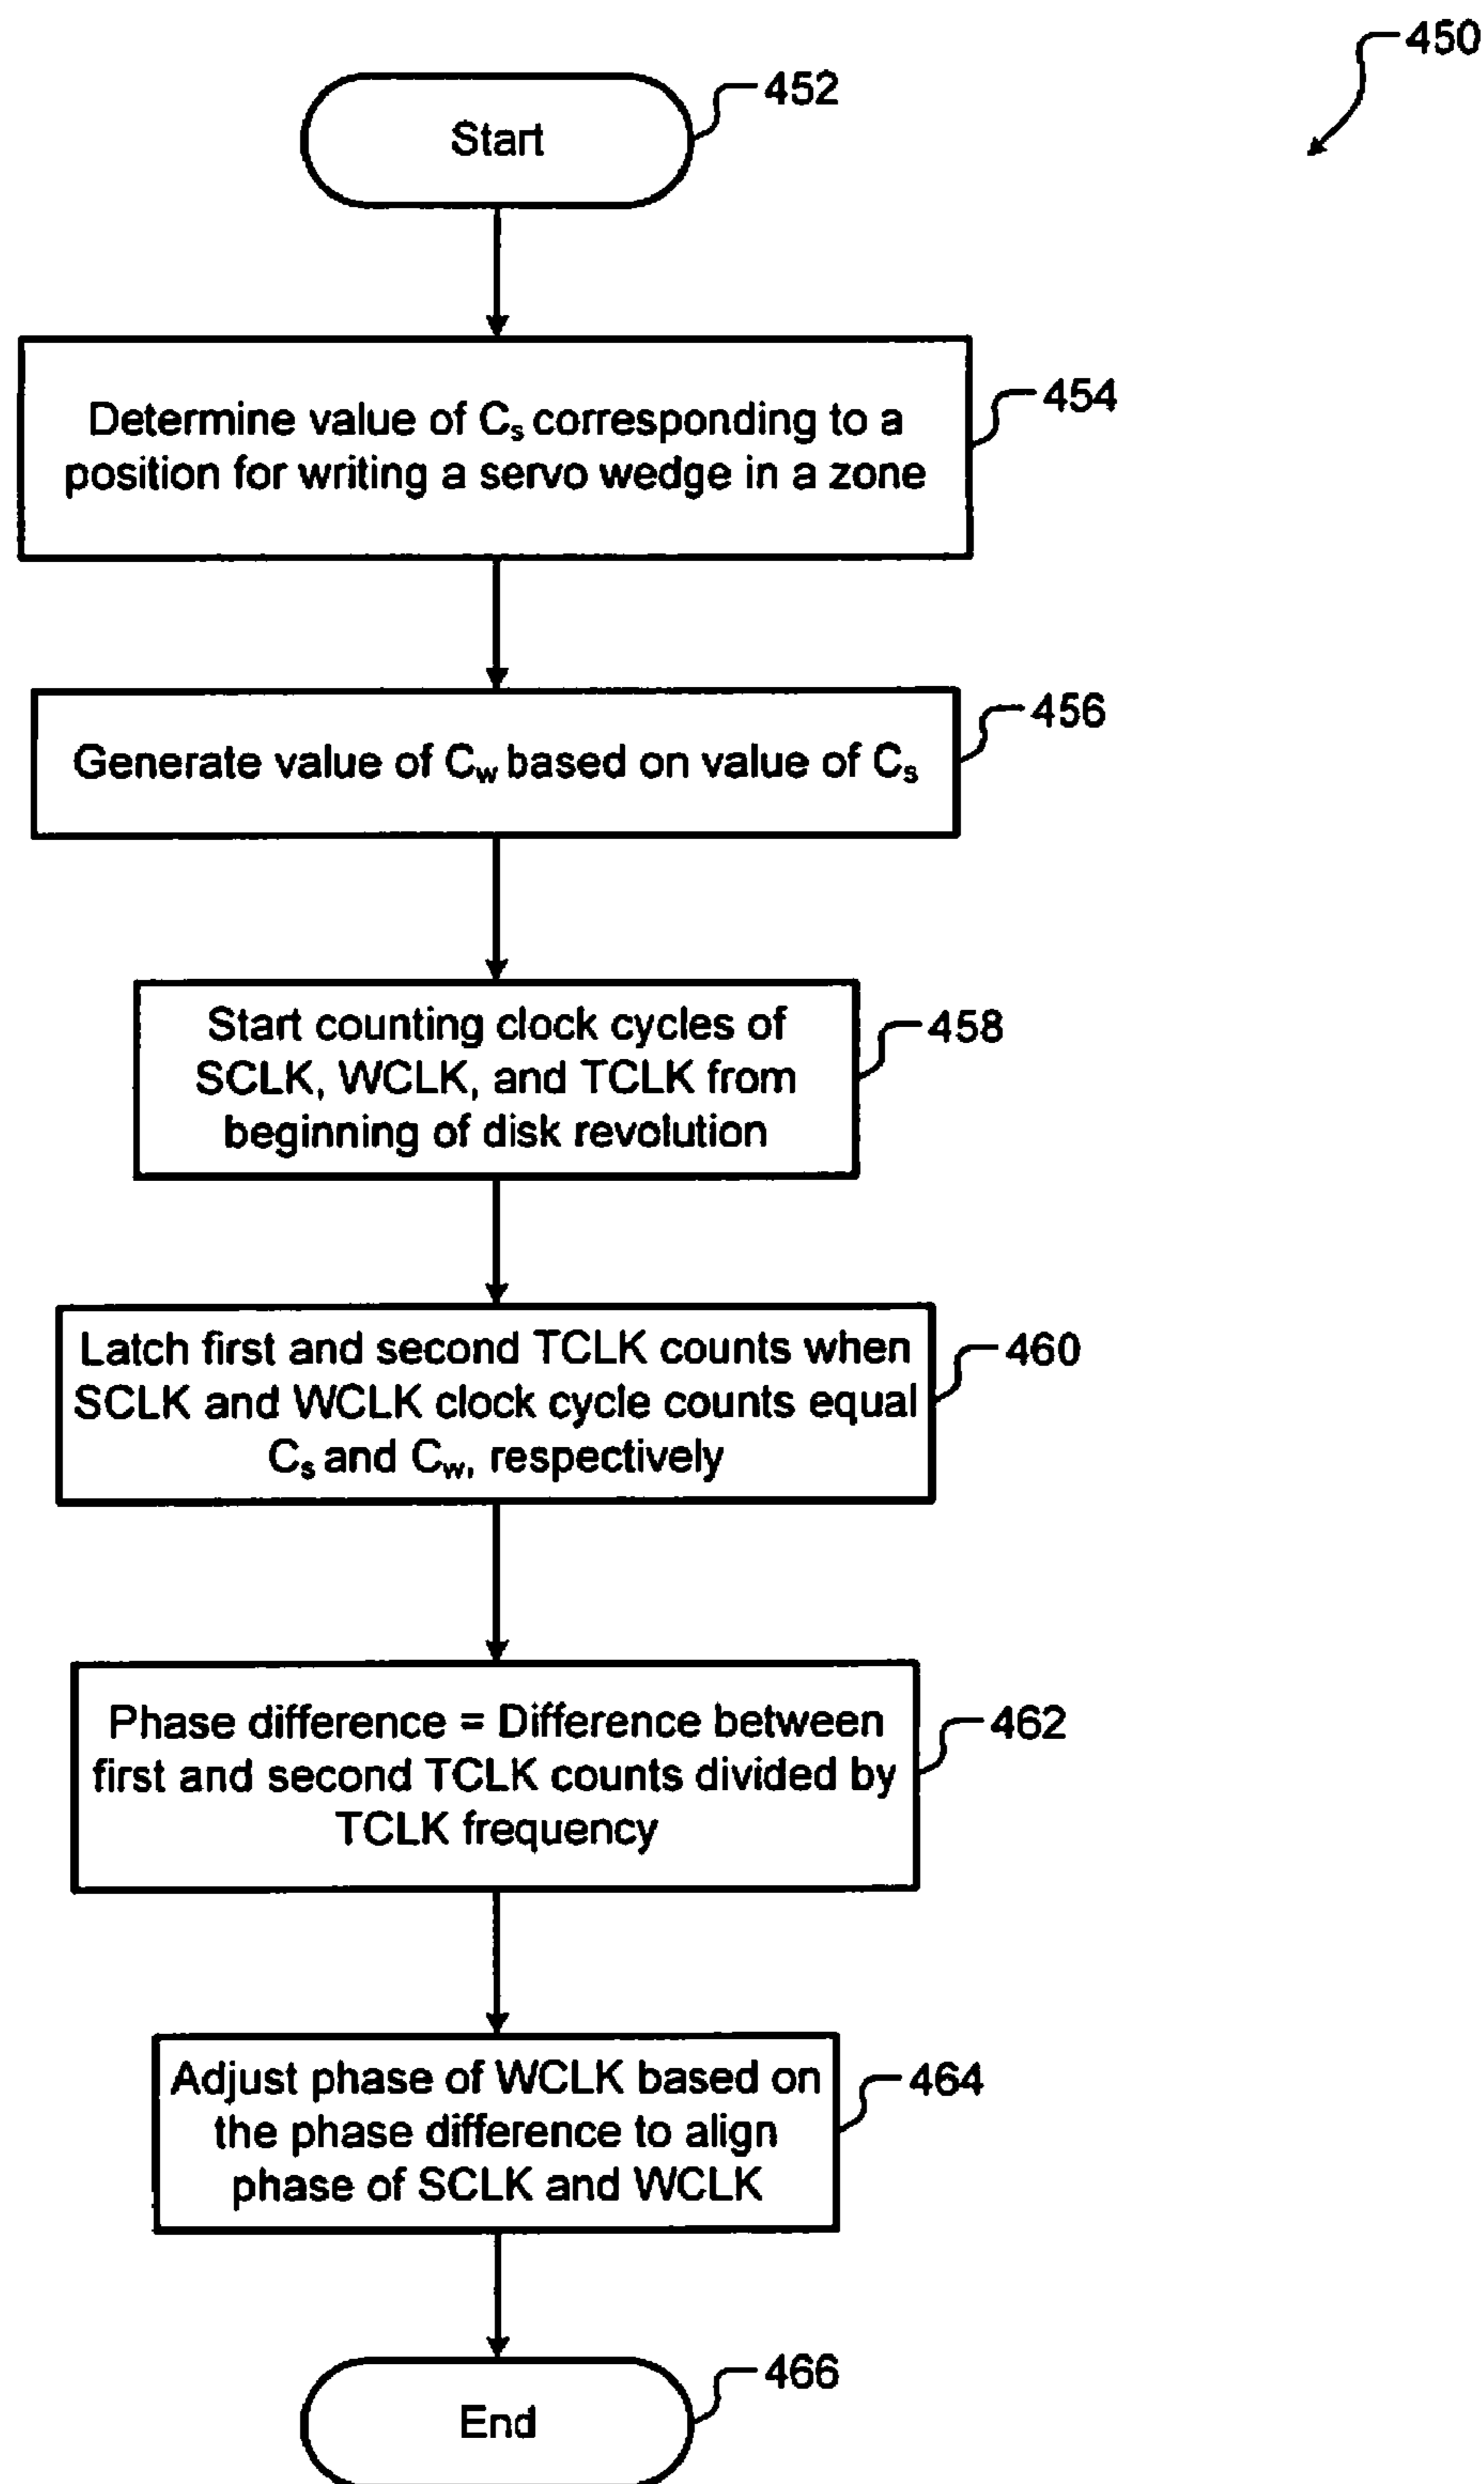 450
452
Start
454
Determine value of Cs corresponding to a
position for writing a servo wedge in a zone
456
Generate value of Cw based on value of Cs
Start counting clock cycles of
458
SCLK, WCLK, and TCLK from
beginning of disk revolution
Latch first and second TCLK counts when
460
SCLK and WCLK clock cycle counts equal
Cs and Cw, respectively
Phase difference = Difference between
462
first and second TCLK counts divided by
TCLK frequency
Adjust phase of WCLK based on
464
the phase difference to align
phase of SCLK and WCLK
466
End